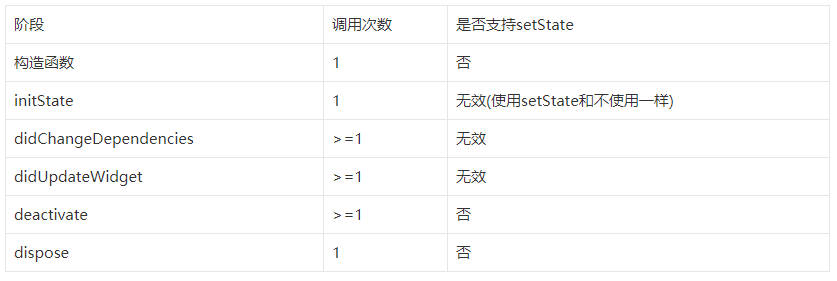 阶段 调用次数 是否支持setState
构造函数 1 否
initState 1 无效(使用setState和不使用一样)
didChangeDependencies >=1 无效
didUpdateWidget >=1 无效
deactivate >=1 否
dispose 1 否